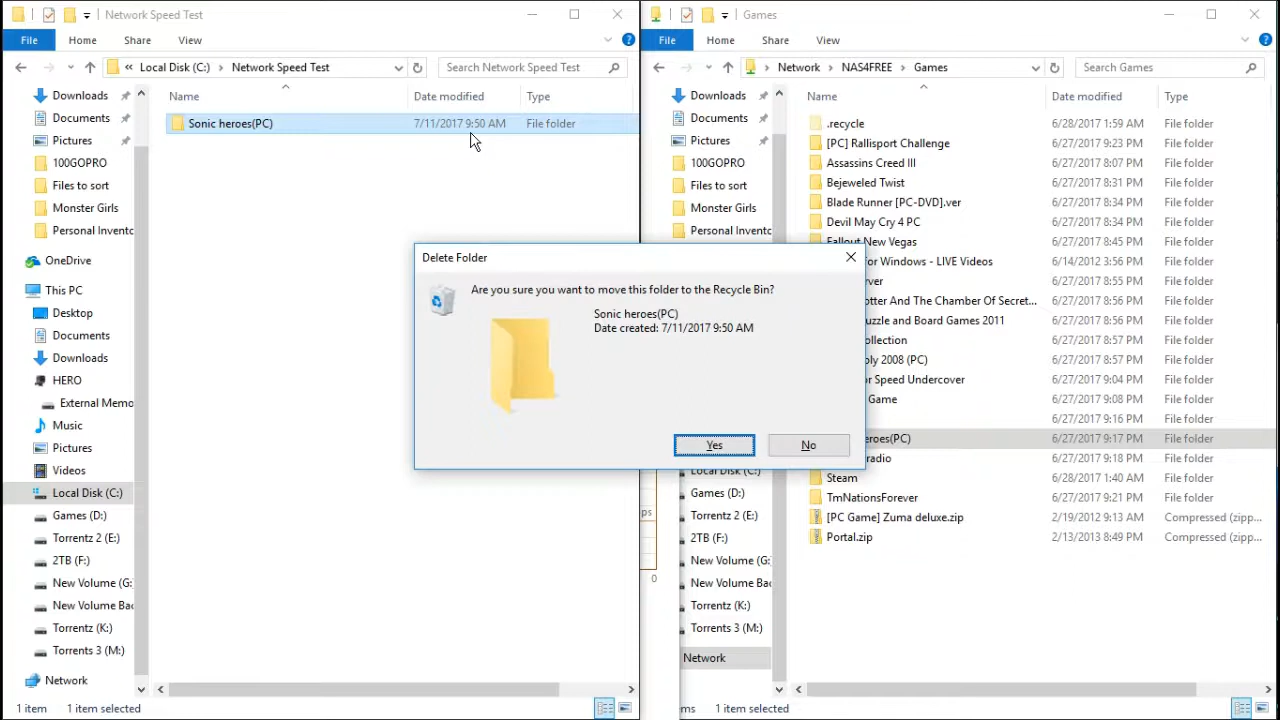 Network Speed Test
File Home Share View
« Local Disk (C:) > Network Speed Test
Search Network Speed Test
Name Date modified Type
Downloads
Documents
Pictures
100GOPRO
Files to sort
Monster Girls
Personal Invento
OneDrive
This PC
Desktop
Documents
Downloads
HERO
External Memo
Music
Pictures
Videos
Local Disk (C:)
Games (D:)
Torrentz 2 (E:)
2TB (F:)
New Volume (G:
New Volume Bac
Torrentz (K:)
Torrents 3 (M:)
Network
Sonic heroes(PC) 7/11/2017 9:50 AM File folder
1 item 1 item selected
Delete Folder
Are you sure you want to move this folder to the Recycle Bin?
Sonic heroes(PC)
Date created: 7/11/2017 9:50 AM
Yes No
ps
0
Games
File Home Share View
> Network > NAS4FREE > Games
Search Games
Downloads
Documents
Pictures
100GOPRO
Files to sort
Monster Girls
Personal Invento
Local Disk (C:)
Games (D:)
Torrentz 2 (E:)
2TB (F:)
New Volume (G:
New Volume Bac
Torrentz (K:)
Torrents 3 (M:)
Network
Name Date modified Type
.recycle 6/28/2017 1:59 AM File folder
[PC] Rallisport Challenge 6/27/2017 9:23 PM File folder
Assassins Creed III 6/27/2017 8:07 PM File folder
Bejeweled Twist 6/27/2017 8:31 PM File folder
Blade Runner [PC-DVD].ver 6/27/2017 8:34 PM File folder
Devil May Cry 4 PC 6/27/2017 8:34 PM File folder
Fallout New Vegas 6/27/2017 8:45 PM File folder
For Windows - LIVE Videos 6/14/2012 3:56 PM File folder
rver 6/27/2017 8:55 PM File folder
otter And The Chamber Of Secret... 6/27/2017 8:56 PM File folder
uzzle and Board Games 2011 6/27/2017 8:56 PM File folder
ollection 6/27/2017 8:57 PM File folder
oly 2008 (PC) 6/27/2017 8:57 PM File folder
or Speed Undercover 6/27/2017 9:04 PM File folder
Game 6/27/2017 9:08 PM File folder
6/27/2017 9:16 PM File folder
eroes(PC) 6/27/2017 9:17 PM File folder
radio 6/27/2017 9:18 PM File folder
Steam 6/28/2017 1:40 AM File folder
TmNationsForever 6/27/2017 9:21 PM File folder
[PC Game] Zuma deluxe.zip 2/19/2012 9:13 AM Compressed (zipp...
Portal.zip 2/13/2013 8:49 PM Compressed (zipp...
ms 1 item selected